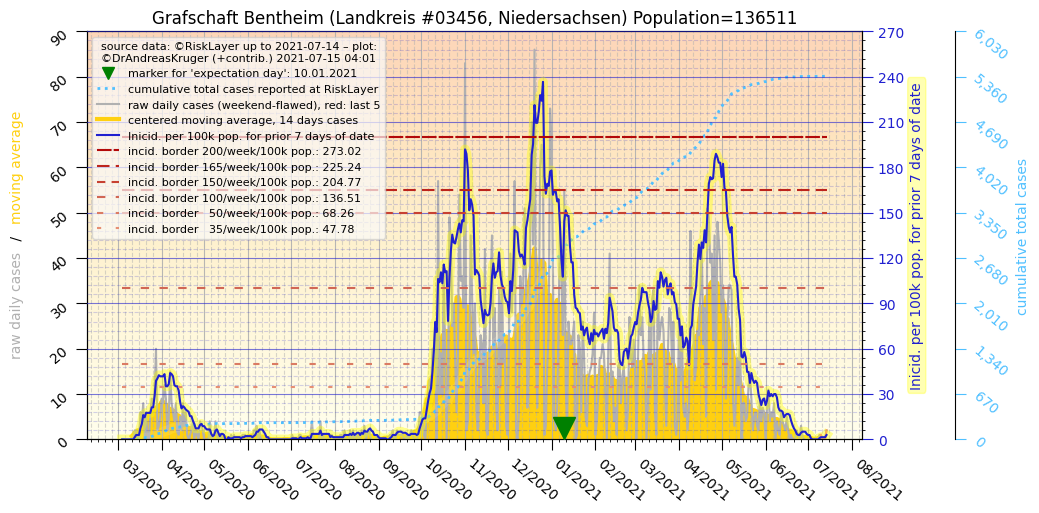 Grafschaft Bentheim (Landkreis #03456, Niedersachsen) Population=136511
source data: ©RiskLayer up to 2021-07-14 – plot:
©DrAndreasKruger (+contrib.) 2021-07-15 04:01
marker for 'expectation day': 10.01.2021
cumulative total cases reported at RiskLayer
raw daily cases (weekend-flawed), red: last 5
centered moving average, 14 days cases
Inicid. per 100k pop. for prior 7 days of date
incid. border 200/week/100k pop.: 273.02
incid. border 165/week/100k pop.: 225.24
incid. border 150/week/100k pop.: 204.77
incid. border 100/week/100k pop.: 136.51
incid. border   50/week/100k pop.: 68.26
incid. border   35/week/100k pop.: 47.78
raw daily cases   /   moving average
90
80
70
60
50
40
30
20
10
0
03/2020
04/2020
05/2020
06/2020
07/2020
08/2020
09/2020
10/2020
11/2020
12/2020
01/2021
02/2021
03/2021
04/2021
05/2021
06/2021
07/2021
08/2021
270
240
210
180
150
120
90
60
30
0
Inicid. per 100k pop. for prior 7 days of date
6,030
5,360
4,690
4,020
3,350
2,680
2,010
1,340
670
0
cumulative total cases